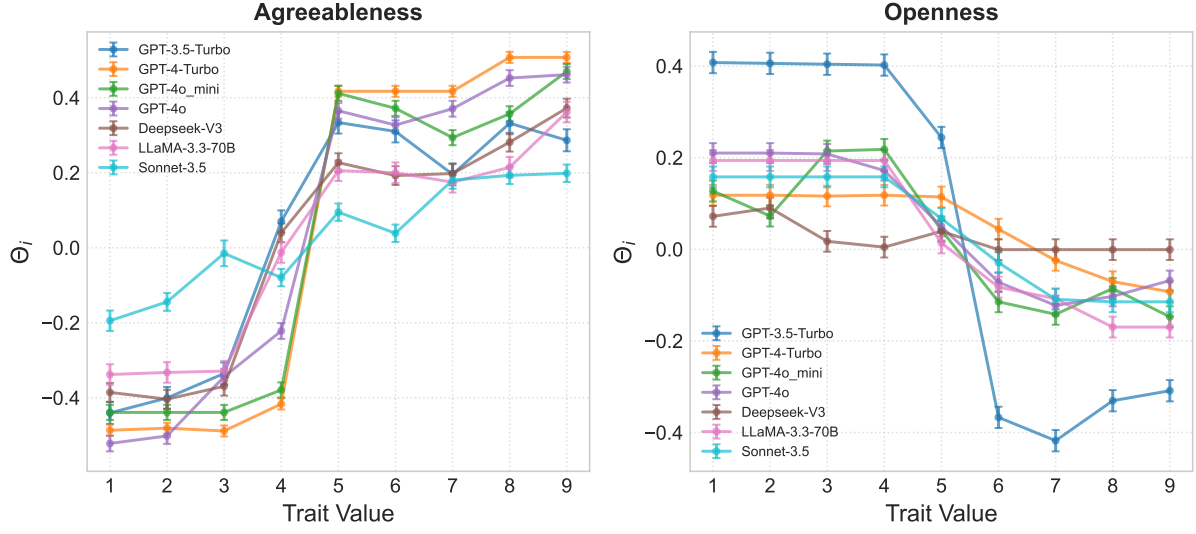 Agreeableness
GPT-3.5-Turbo
GPT-4-Turbo
GPT-4o_mini
GPT-4o
Deepseek-V3
LLaMA-3.3-70B
Sonnet-3.5
0.4
0.2
0.0
−0.2
−0.4
Θi
1 2 3 4 5 6 7 8 9
Trait Value
Openness
0.4
0.2
0.0
−0.2
−0.4
Θi
GPT-3.5-Turbo
GPT-4-Turbo
GPT-4o_mini
GPT-4o
Deepseek-V3
LLaMA-3.3-70B
Sonnet-3.5
1 2 3 4 5 6 7 8 9
Trait Value